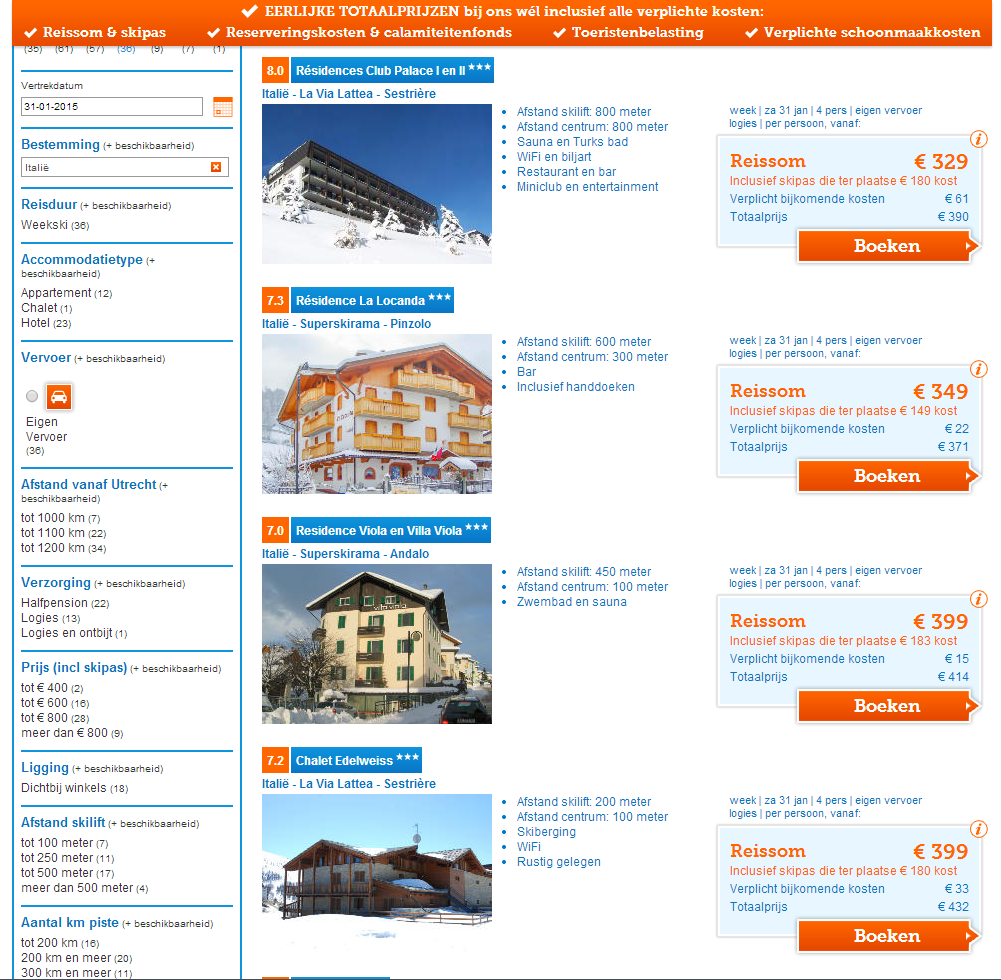 EERLIJKE TOTAALPRIJZEN bij ons wél inclusief alle verplichte kosten:
Reissom & skipas
Reserveringskosten & calamiteitenfonds
Toeristenbelasting
Verplichte schoonmaakkosten
(35) (61) (57) (36) (9) (7) (1)
Vertrekdatum
31-01-2015
Bestemming (+ beschikbaarheid)
Italië
Reisduur (+ beschikbaarheid)
Weekski (36)
Accommodatietype (+
beschikbaarheid)
Appartement (12)
Chalet (1)
Hotel (23)
Vervoer (+ beschikbaarheid)
Eigen
Vervoer
(36)
Afstand vanaf Utrecht (+
beschikbaarheid)
tot 1000 km (7)
tot 1100 km (22)
tot 1200 km (34)
Verzorging (+ beschikbaarheid)
Halfpension (22)
Logies (13)
Logies en ontbijt (1)
Prijs (incl skipas) (+ beschikbaarheid)
tot € 400 (2)
tot € 600 (16)
tot € 800 (28)
meer dan € 800 (9)
Ligging (+ beschikbaarheid)
Dichtbij winkels (18)
Afstand skilift (+ beschikbaarheid)
tot 100 meter (7)
tot 250 meter (11)
tot 500 meter (17)
meer dan 500 meter (4)
Aantal km piste (+ beschikbaarheid)
tot 200 km (16)
200 km en meer (20)
300 km en meer (11)
8.0 Résidences Club Palace I en II ***
Italië - La Via Lattea - Sestrière
Afstand skilift: 800 meter
Afstand centrum: 800 meter
Sauna en Turks bad
WiFi en biljart
Restaurant en bar
Miniclub en entertainment
week | za 31 jan | 4 pers | eigen vervoer
logies | per persoon, vanaf:
Reissom € 329
Inclusief skipas die ter plaatse € 180 kost
Verplicht bijkomende kosten € 61
Totaalprijs € 390
Boeken
7.3 Résidence La Locanda ***
Italië - Superskirama - Pinzolo
Afstand skilift: 600 meter
Afstand centrum: 300 meter
Bar
Inclusief handdoeken
week | za 31 jan | 4 pers | eigen vervoer
logies | per persoon, vanaf:
Reissom € 349
Inclusief skipas die ter plaatse € 149 kost
Verplicht bijkomende kosten € 22
Totaalprijs € 371
Boeken
7.0 Residence Viola en Villa Viola ***
Italië - Superskirama - Andalo
villa viola
Afstand skilift: 450 meter
Afstand centrum: 100 meter
Zwembad en sauna
week | za 31 jan | 4 pers | eigen vervoer
logies | per persoon, vanaf:
Reissom € 399
Inclusief skipas die ter plaatse € 183 kost
Verplicht bijkomende kosten € 15
Totaalprijs € 414
Boeken
7.2 Chalet Edelweiss ***
Italië - La Via Lattea - Sestrière
Afstand skilift: 200 meter
Afstand centrum: 100 meter
Skiberging
WiFi
Rustig gelegen
week | za 31 jan | 4 pers | eigen vervoer
logies | per persoon, vanaf:
Reissom € 399
Inclusief skipas die ter plaatse € 180 kost
Verplicht bijkomende kosten € 33
Totaalprijs € 432
Boeken